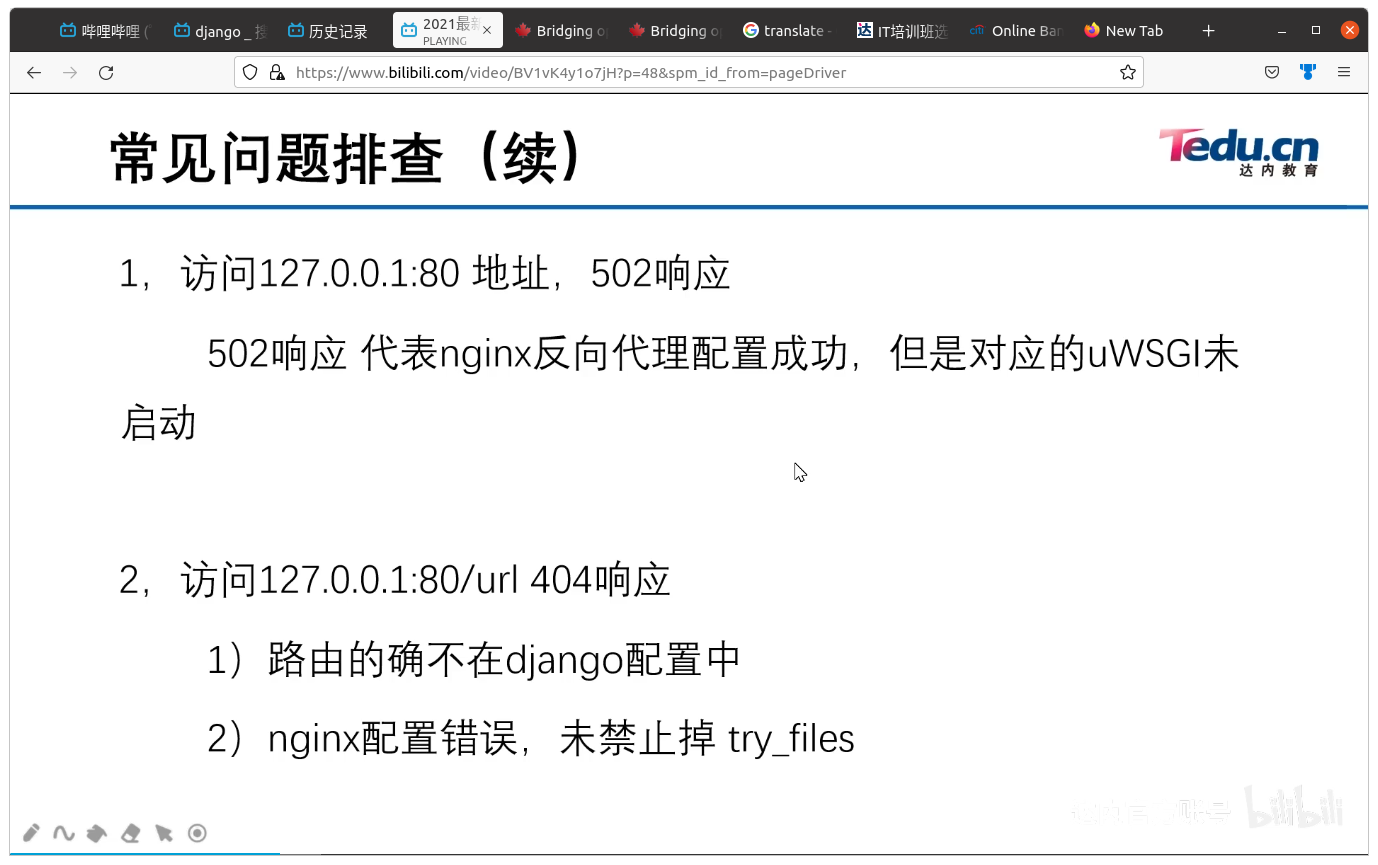 哔哩哔哩 (
django _ 搜
历史记录
2021最新
PLAYING
Bridging o
Bridging o
translate -
IT培训班选
Online Ban
New Tab
https://www.bilibili.com/video/BV1vK4y1o7jH?p=48&spm_id_from=pageDriver
常见问题排查（续）
Tedu.cn
达内教育
1，访问127.0.0.1:80 地址，502响应
502响应 代表nginx反向代理配置成功，但是对应的uWSGI未
启动
2，访问127.0.0.1:80/url 404响应
1）路由的确不在django配置中
2）nginx配置错误，未禁止掉 try_files
bilibili